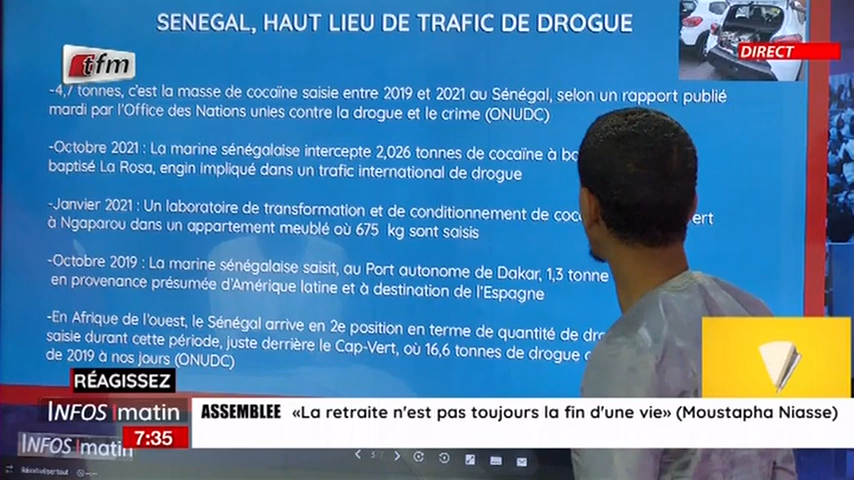 SENEGAL, HAUT LIEU DE TRAFIC DE DROGUE
DIRECT
tfm
-4,7 tonnes, c'est la masse de cocaïne saisie entre 2019 et 2021 au Sénégal, selon un rapport publié
mardi par l'Office des Nations unies contre la drogue et le crime (ONUDC)
-Octobre 2021 : La marine sénégalaise intercepte 2,026 tonnes de cocaïne à
baptisé La Rosa, engin impliqué dans un trafic international de drogue
-Janvier 2021 : Un laboratoire de transformation et de conditionnement de
à Ngaparou dans un appartement meublé où 675 kg sont saisis
-Octobre 2019 : La marine sénégalaise saisit, au Port autonome de Dakar, 1,3 tonne
en provenance présumée d'Amérique latine et à destination de l'Espagne
-En Afrique de l'ouest, le Sénégal arrive en 2e position en terme de quantité de
saisie durant cette période, juste derrière le Cap-Vert, où 16,6 tonnes de drogue
de 2019 à nos jours (ONUDC)
RÉAGISSEZ
INFOS matin
ASSEMBLEE «La retraite n'est pas toujours la fin d'une vie» (Moustapha Niasse)
7:35
INFOS matin